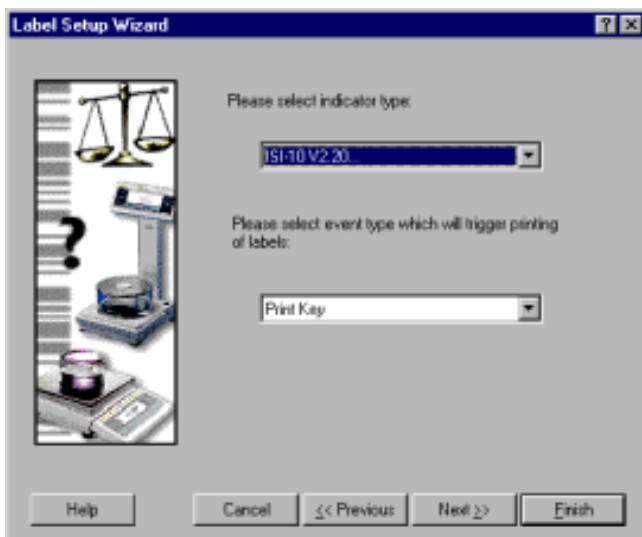 Label Setup Wizard
Please select indicator type:
ISI-10 V2.20...
?
Please select event type which will trigger printing
of labels:
Print Key
Help
Cancel
<< Previous
Next >>
Finish